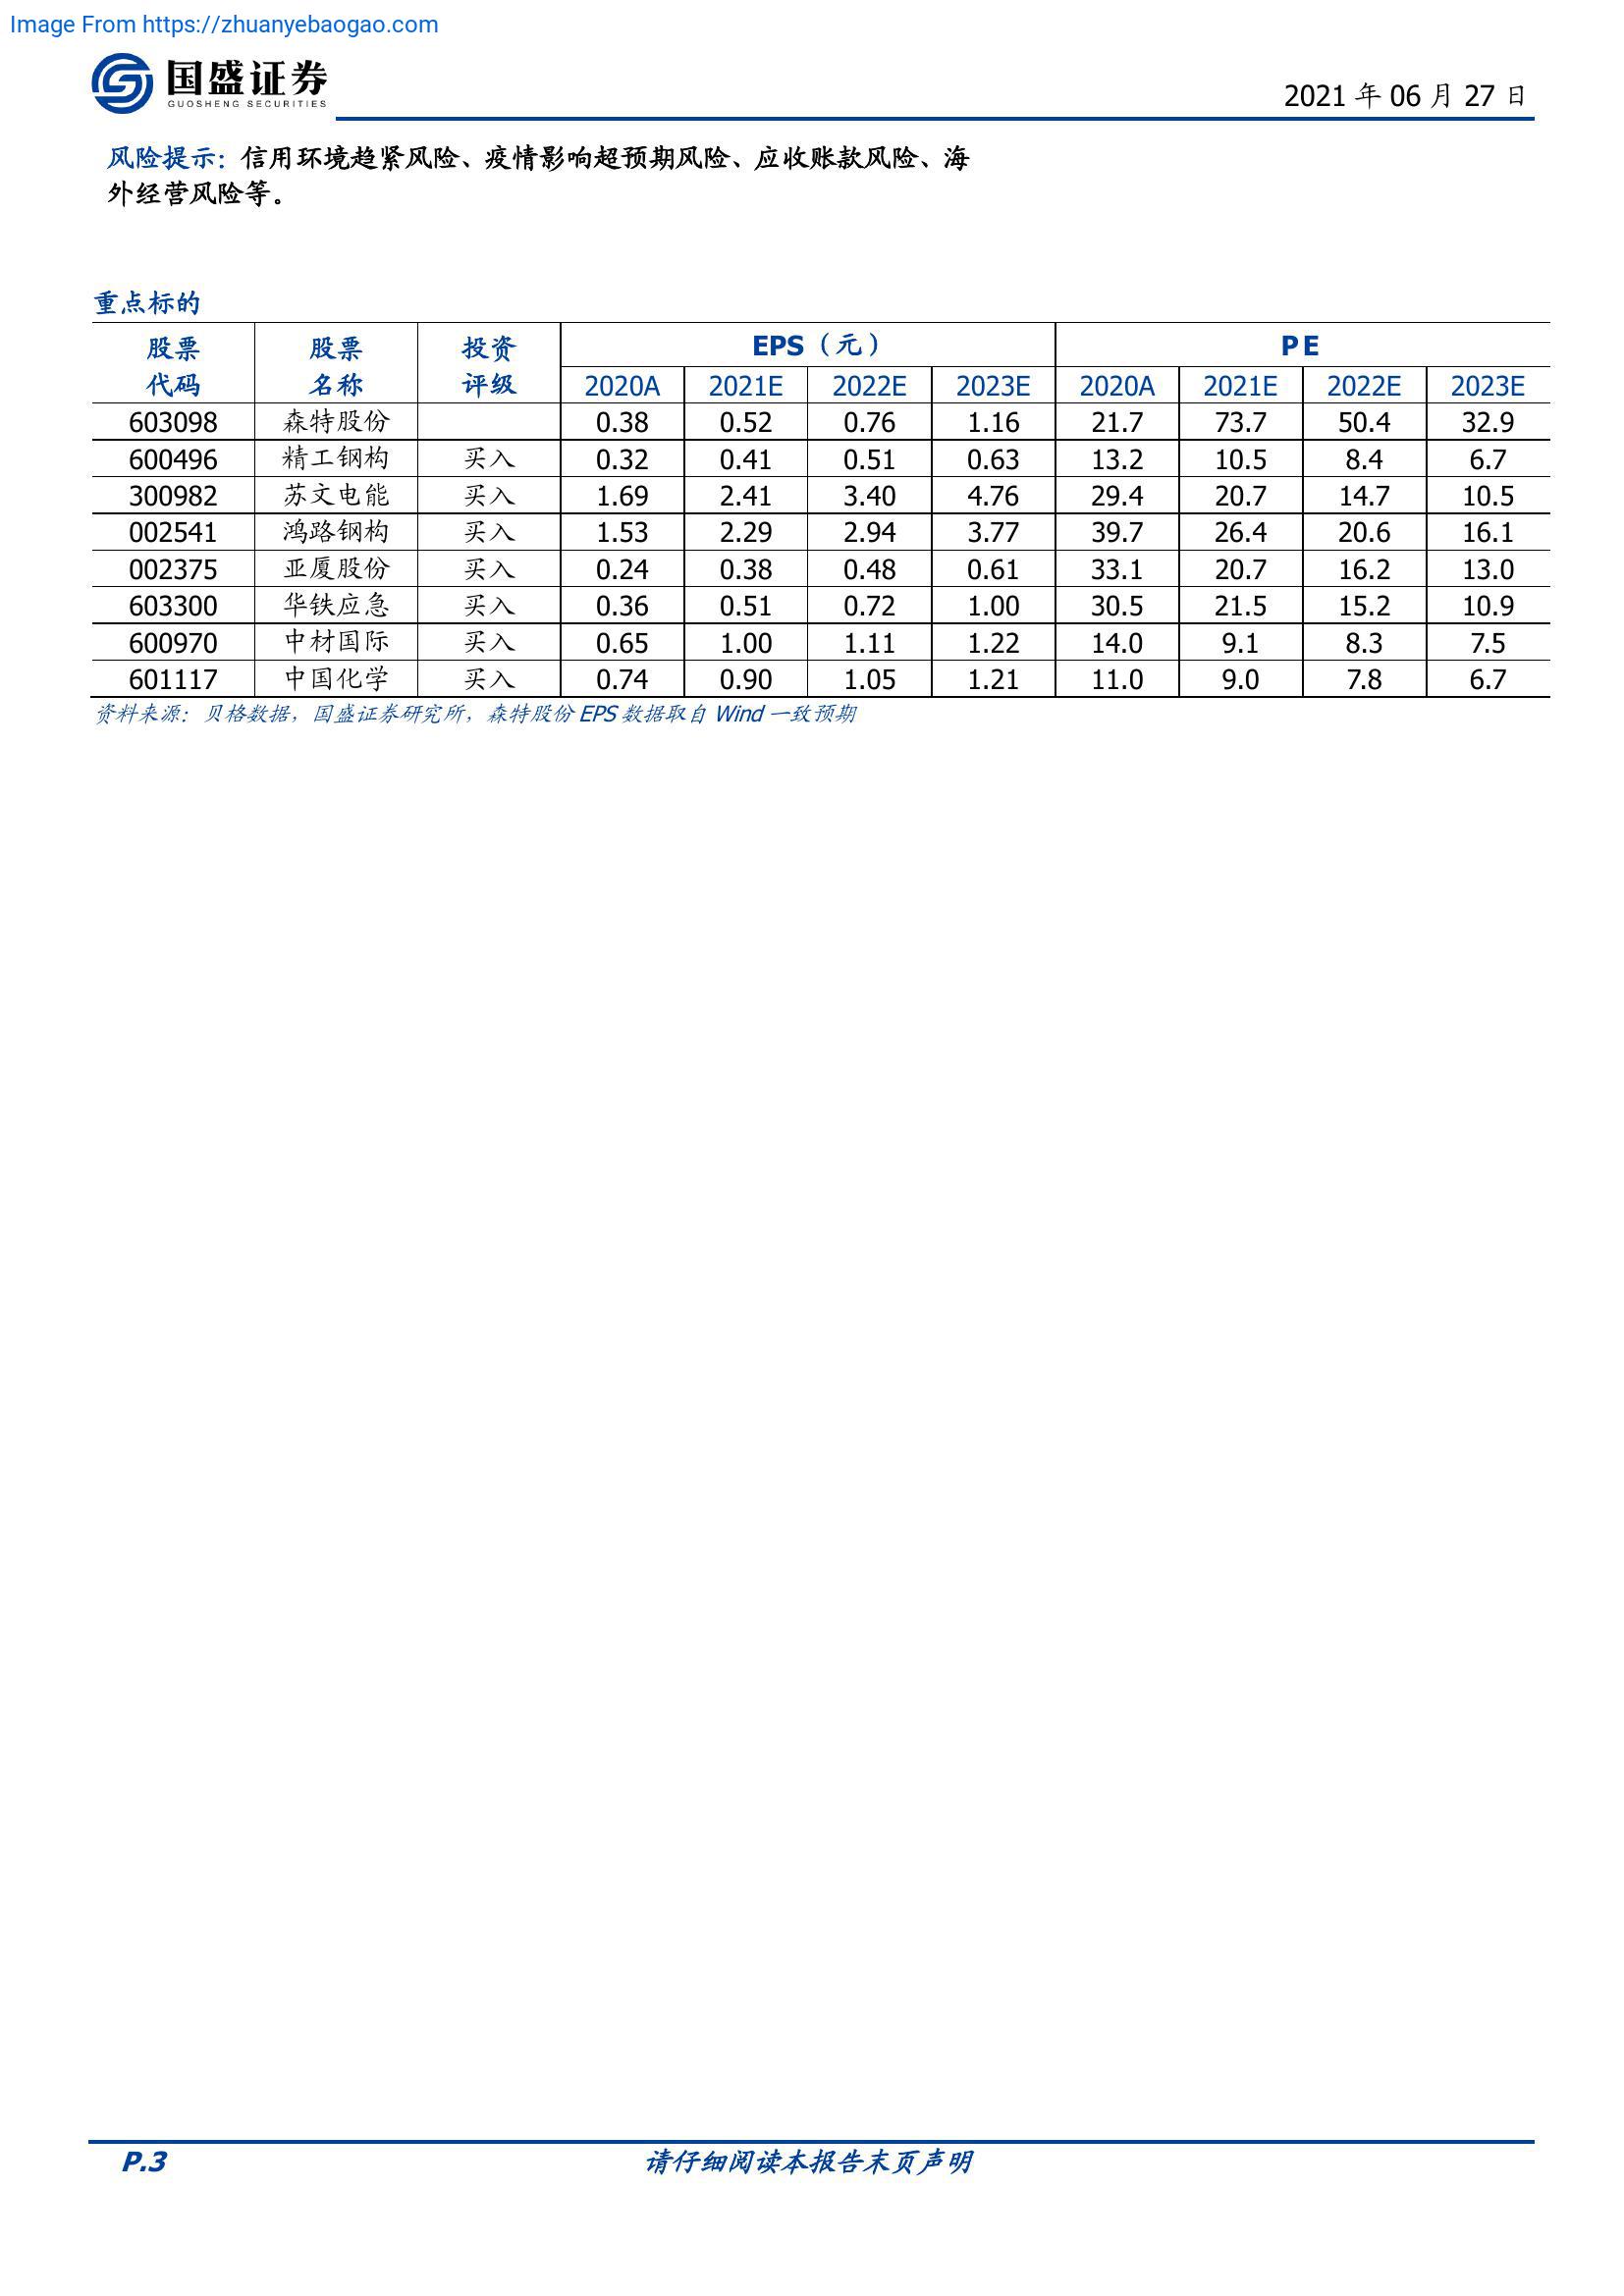 Image From https://zhuanyebaogao.com
国盛证券
GUOSHENG SECURITIES
2021 年 06 月 27 日
风险提示：信用环境趋紧风险、疫情影响超预期风险、应收账款风险、海
外经营风险等。
重点标的
股票 股票 投资 EPS（元） PE
代码 名称 评级 2020A 2021E 2022E 2023E 2020A 2021E 2022E 2023E
603098 森特股份 0.38 0.52 0.76 1.16 21.7 73.7 50.4 32.9
600496 精工钢构 买入 0.32 0.41 0.51 0.63 13.2 10.5 8.4 6.7
300982 苏文电能 买入 1.69 2.41 3.40 4.76 29.4 20.7 14.7 10.5
002541 鸿路钢构 买入 1.53 2.29 2.94 3.77 39.7 26.4 20.6 16.1
002375 亚厦股份 买入 0.24 0.38 0.48 0.61 33.1 20.7 16.2 13.0
603300 华铁应急 买入 0.36 0.51 0.72 1.00 30.5 21.5 15.2 10.9
600970 中材国际 买入 0.65 1.00 1.11 1.22 14.0 9.1 8.3 7.5
601117 中国化学 买入 0.74 0.90 1.05 1.21 11.0 9.0 7.8 6.7
资料来源：贝格数据，国盛证券研究所，森特股份 EPS 数据取自 Wind 一致预期
P.3 请仔细阅读本报告末页声明